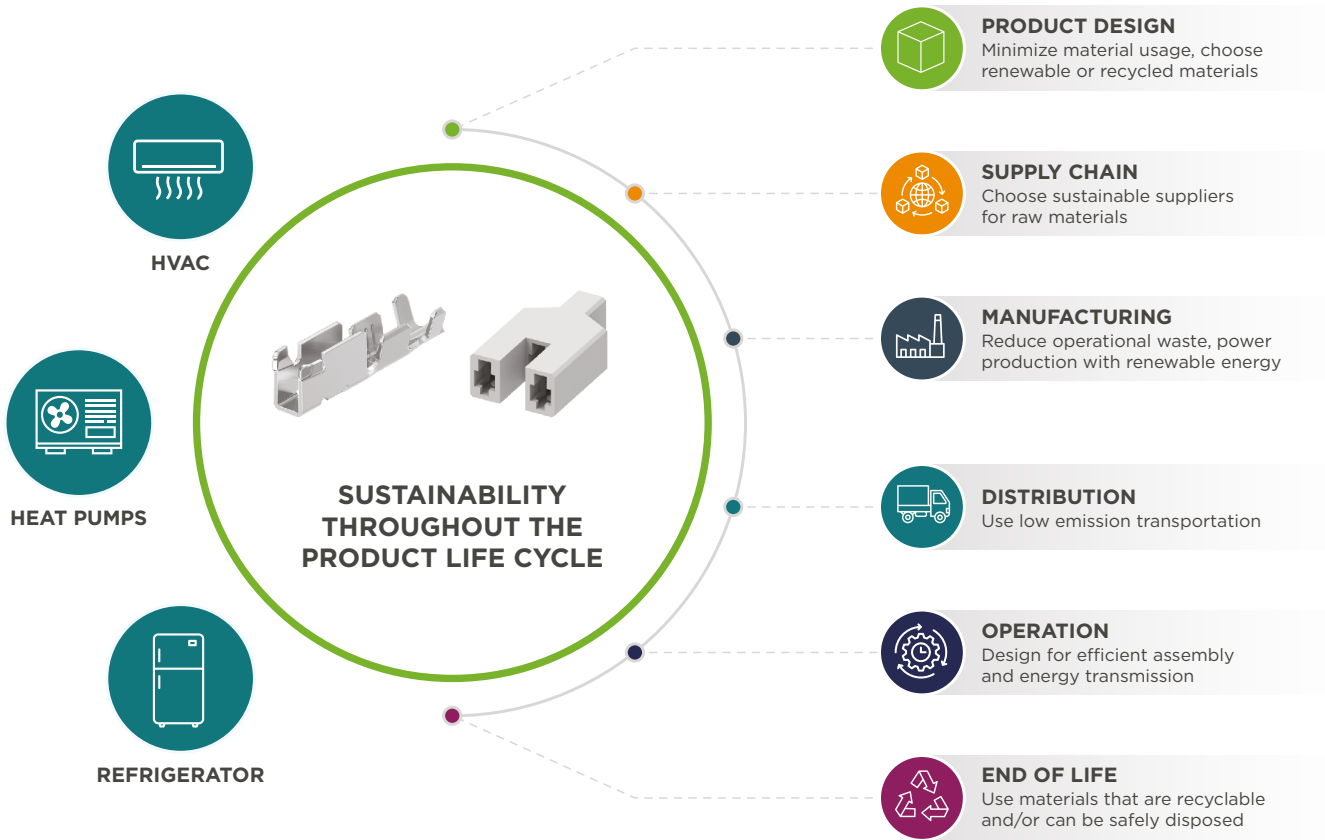 HVAC
HEAT PUMPS
REFRIGERATOR
SUSTAINABILITY
THROUGHOUT THE
PRODUCT LIFE CYCLE
PRODUCT DESIGN
Minimize material usage, choose
renewable or recycled materials
SUPPLY CHAIN
Choose sustainable suppliers
for raw materials
MANUFACTURING
Reduce operational waste, power
production with renewable energy
DISTRIBUTION
Use low emission transportation
OPERATION
Design for efficient assembly
and energy transmission
END OF LIFE
Use materials that are recyclable
and/or can be safely disposed